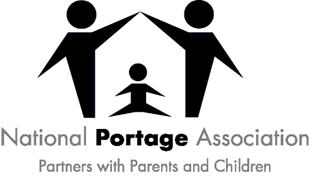 National Portage Association
Partners with Parents and Children